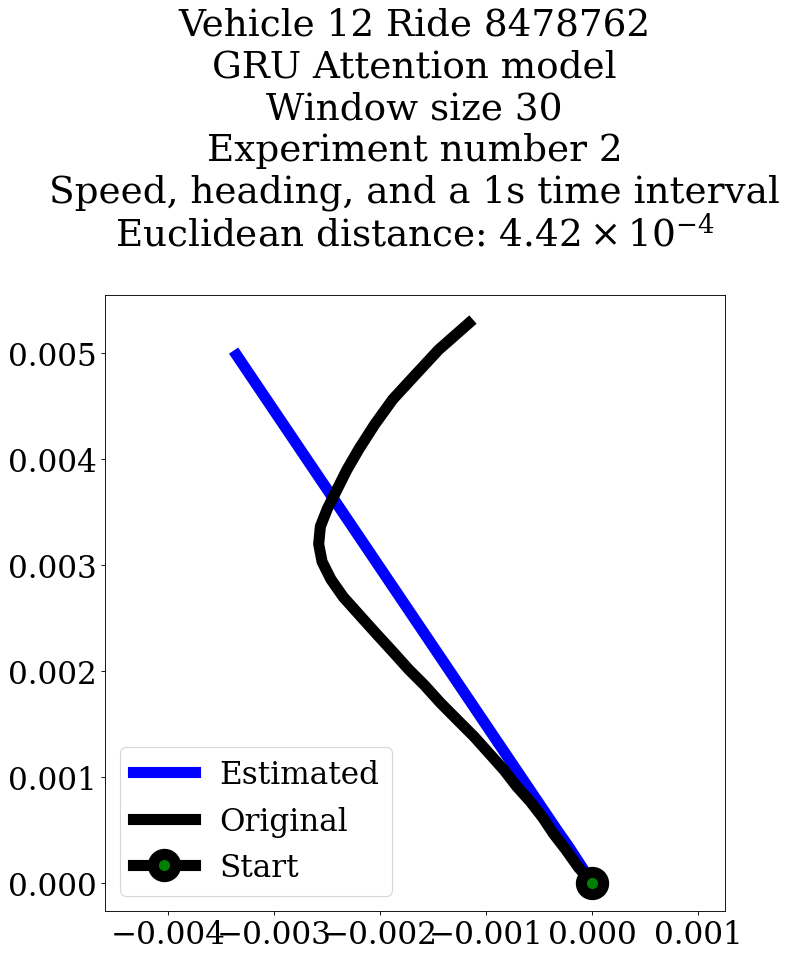 Vehicle 12 Ride 8478762
GRU Attention model
Window size 30
Experiment number 2
Speed, heading, and a 1s time interval
Euclidean distance: 4.42 × 10⁻⁴
0.005
0.004
0.003
0.002
0.001
0.000
Estimated
Original
Start
−0.004 −0.003 −0.002 −0.001 0.000 0.001